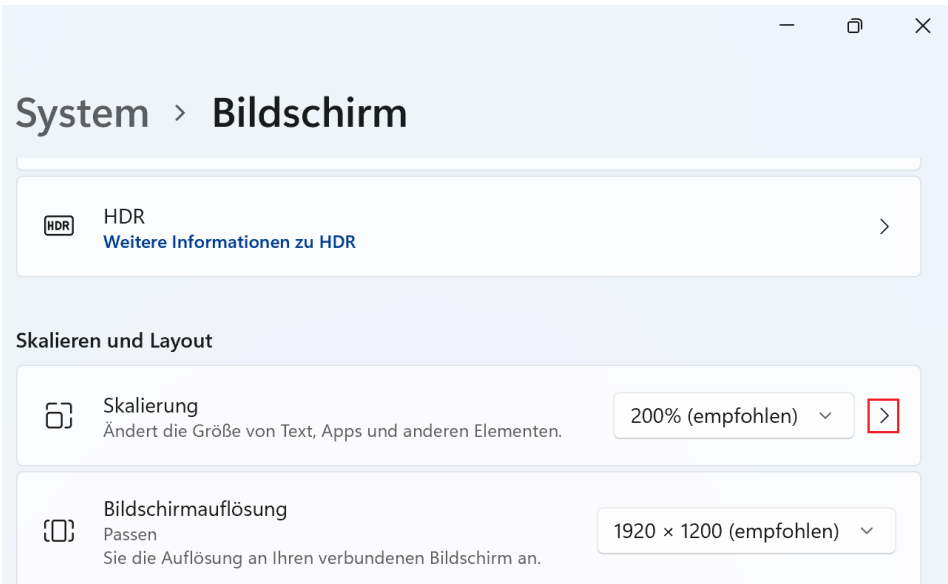 System > Bildschirm
HDR
HDR
Weitere Informationen zu HDR
Skalieren und Layout
Skalierung
Ändert die Größe von Text, Apps und anderen Elementen.
200% (empfohlen)
Bildschirmauflösung
Passen
Sie die Auflösung an Ihren verbundenen Bildschirm an.
1920 × 1200 (empfohlen)